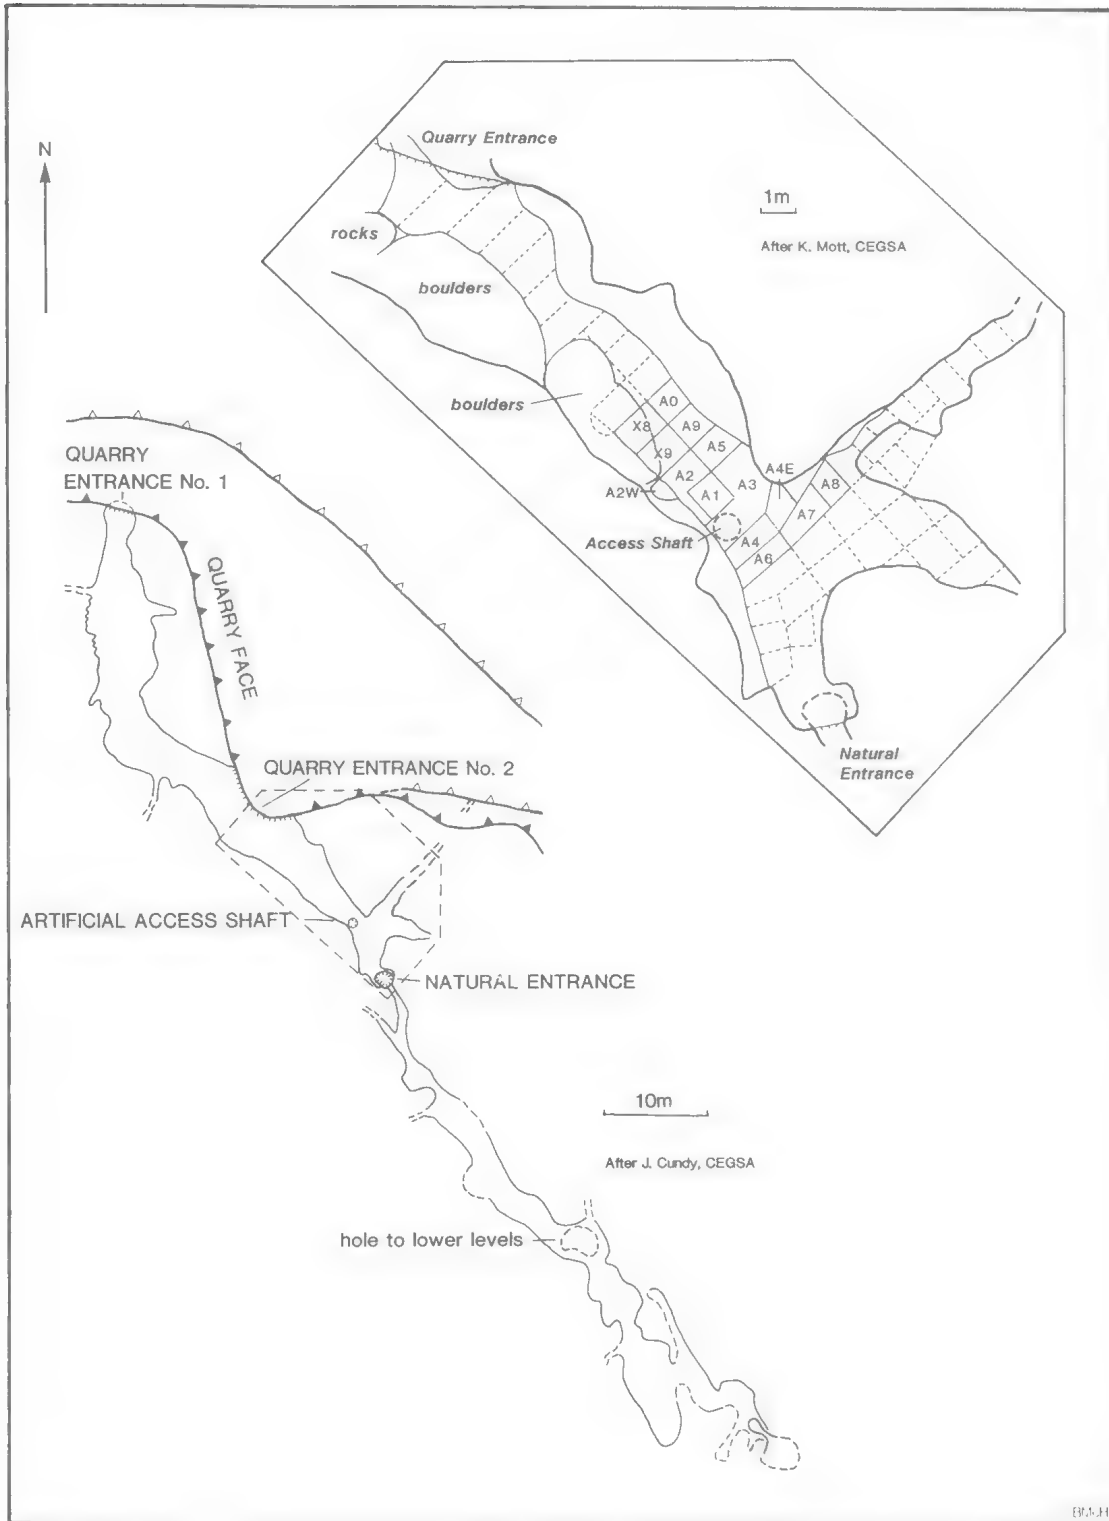 N
Quarry Entrance
1m
After K. Mott, CEGSA
rocks
boulders
boulders
A0
X8
A9
X9
A5
A2
A4E
A3
A8
A2W
A1
A7
Access Shaft
A4
A6
Natural
Entrance
QUARRY
ENTRANCE No. 1
QUARRY FACE
QUARRY ENTRANCE No. 2
ARTIFICIAL ACCESS SHAFT
NATURAL ENTRANCE
10m
After J. Cundy, CEGSA
hole to lower levels